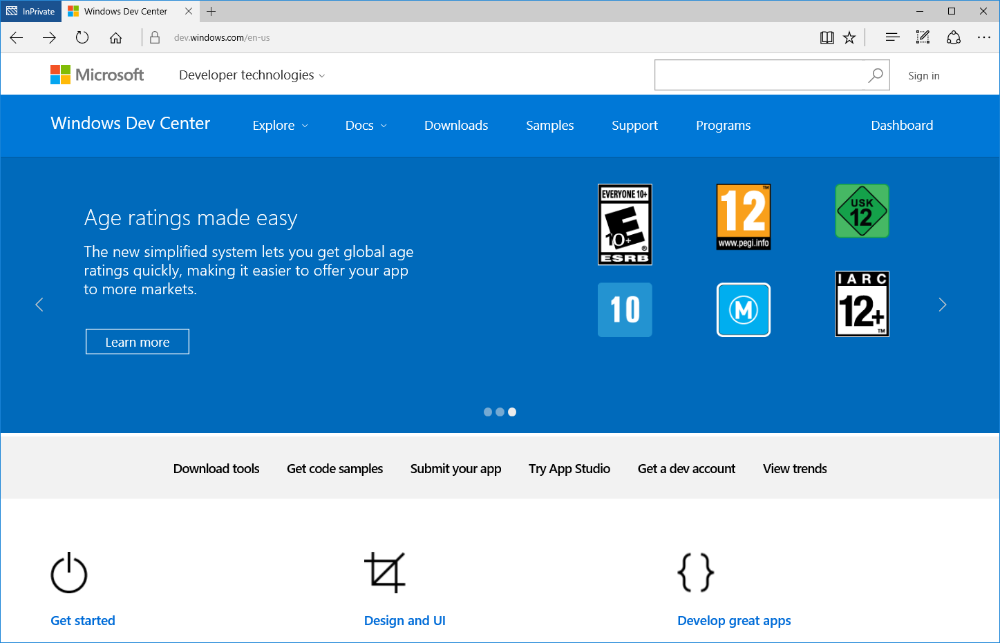 InPrivate
Windows Dev Center
dev.windows.com/en-us
Microsoft
Developer technologies
Sign in
Windows Dev Center
Explore
Docs
Downloads
Samples
Support
Programs
Dashboard
Age ratings made easy
The new simplified system lets you get global age
ratings quickly, making it easier to offer your app
to more markets.
Learn more
EVERYONE 10+
E
10+
®
ESRB
12
TM
www.pegi.info
USK
12
10
M
IARC
12+
TM
Download tools
Get code samples
Submit your app
Try App Studio
Get a dev account
View trends
Get started
Design and UI
Develop great apps